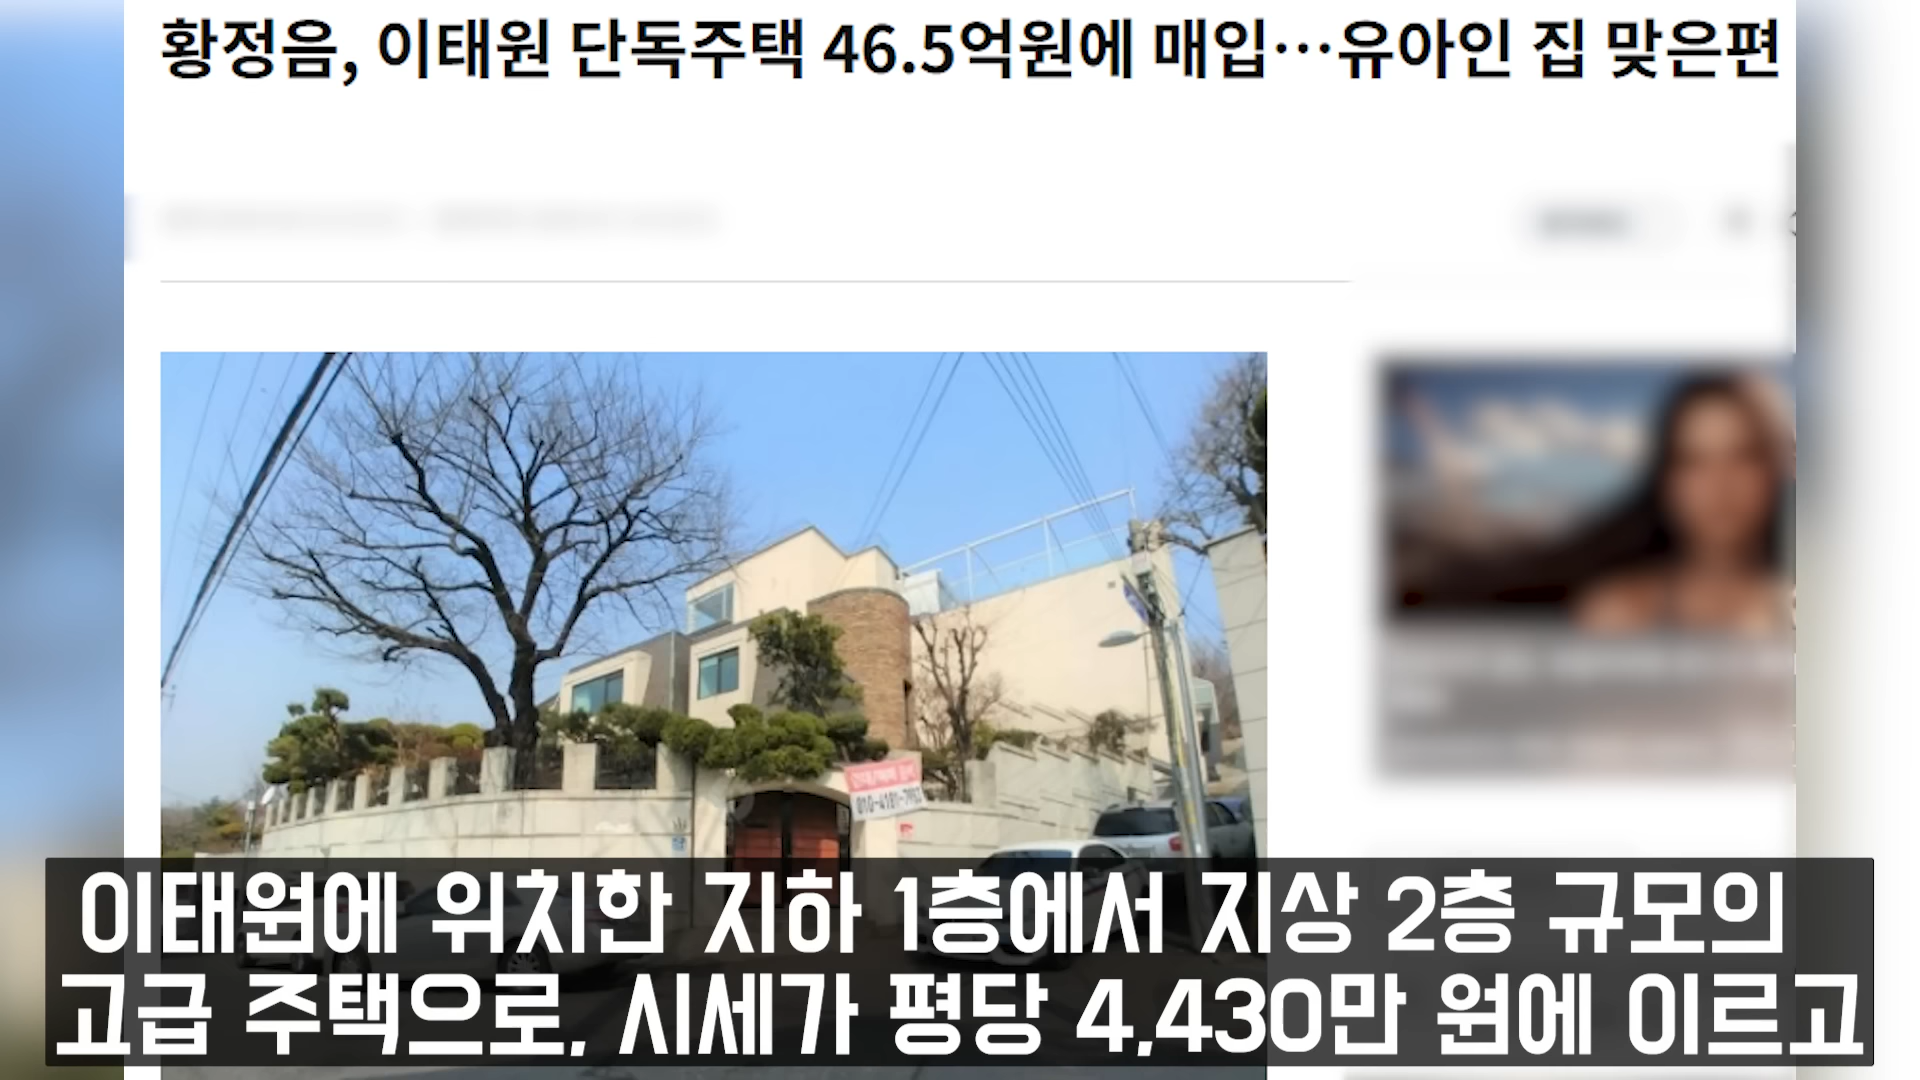 황정음, 이태원 단독주택 46.5억원에 매입…유아인 집 맞은편
이태원에 위치한 지하 1층에서 지상 2층 규모의
고급 주택으로, 시세가 평당 4,430만 원에 이르고